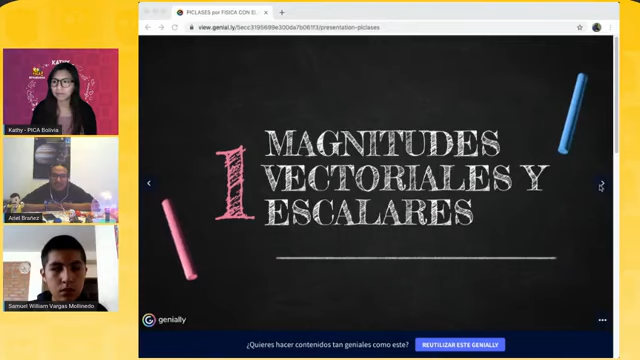 PICLASES por FISICA CON EL
view.genial.ly/5ecc3195699e300da7b061f3/presentation-piclases
Kathy - PICA Bolivia
Ariel Brañez
Samuel William Vargas Mollinedo
1
MAGNITUDES
VECTORIALES Y
ESCALARES
genially
¿Quieres hacer contenidos tan geniales como este?
REUTILIZAR ESTE GENIALLY